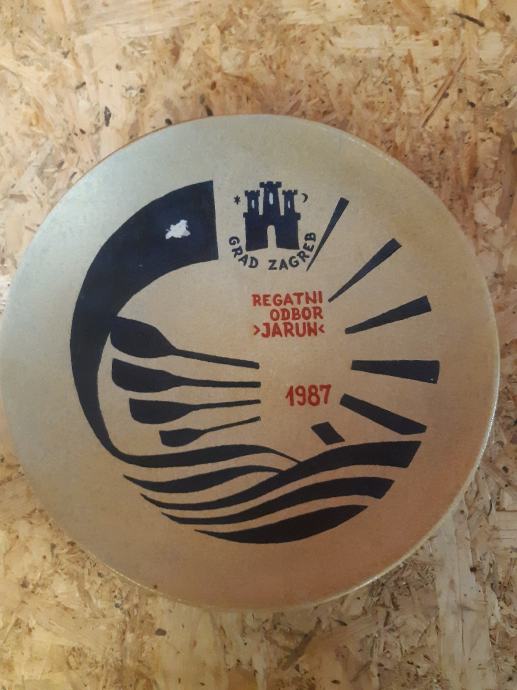 GRAD ZAGREB
REGATNI
ODBOR
>JARUN<
1987